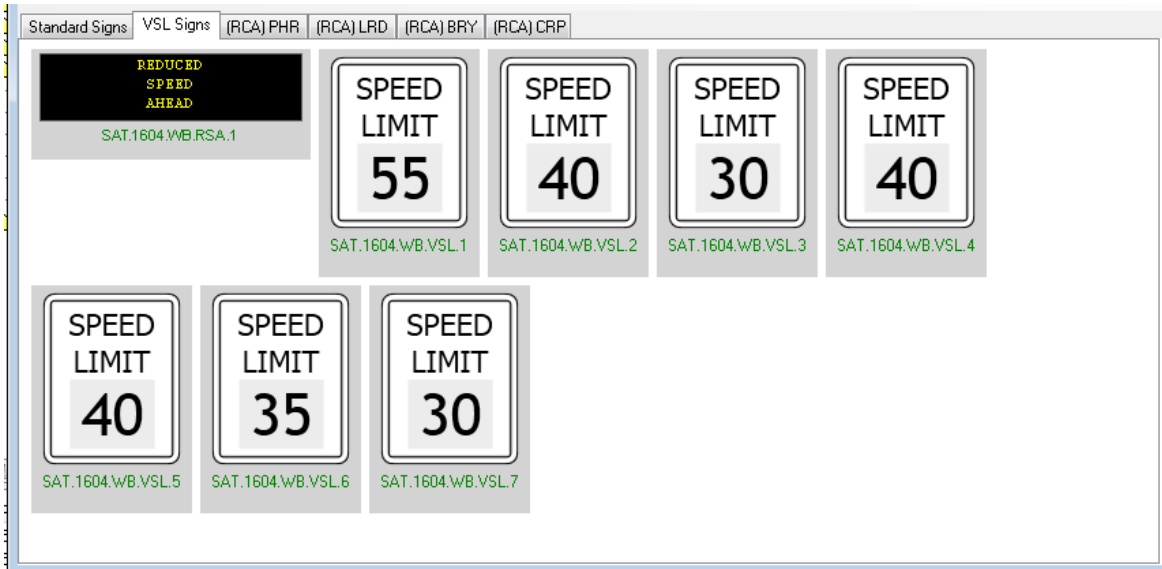 Standard Signs VSL Signs (RCA) PHR (RCA) LRD (RCA) BRY (RCA) CRP
REDUCED
SPEED
AHEAD
SAT.1604.WB.RSA.1
SPEED
LIMIT
55
SAT.1604.WB.VSL.1
SPEED
LIMIT
40
SAT.1604.WB.VSL.2
SPEED
LIMIT
30
SAT.1604.WB.VSL.3
SPEED
LIMIT
40
SAT.1604.WB.VSL.4
SPEED
LIMIT
40
SAT.1604.WB.VSL.5
SPEED
LIMIT
35
SAT.1604.WB.VSL.6
SPEED
LIMIT
30
SAT.1604.WB.VSL.7